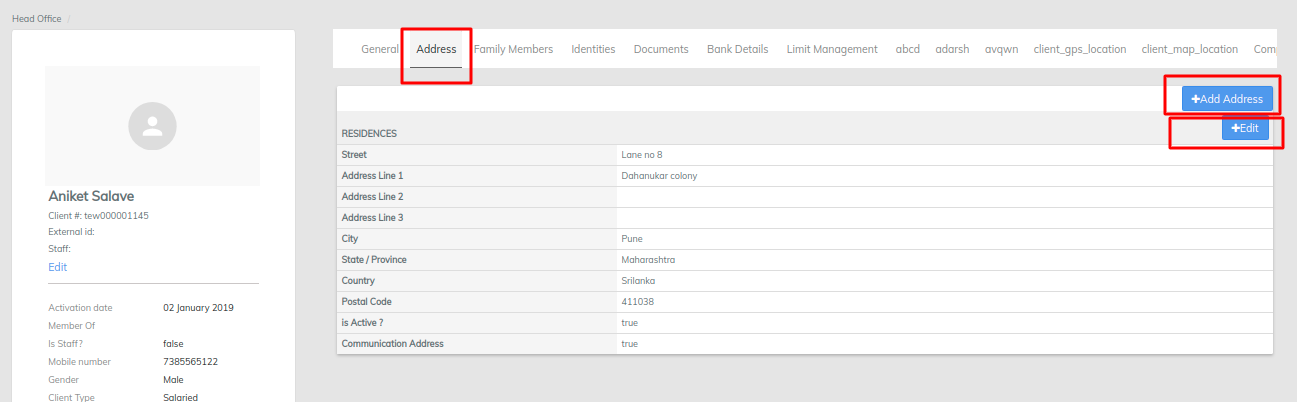 Head Office /
General Address Family Members Identities Documents Bank Details Limit Management abcd adarsh avqwn client_gps_location client_map_location Comp
+Add Address
RESIDENCES +Edit
Street Lane no 8
Address Line 1 Dahanukar colony
Address Line 2
Address Line 3
City Pune
State / Province Maharashtra
Country Srilanka
Postal Code 411038
is Active ? true
Communication Address true
Aniket Salave
Client #: tew000001145
External id:
Staff:
Edit
Activation date 02 January 2019
Member Of
Is Staff? false
Mobile number 7385565122
Gender Male
Client Type Salaried